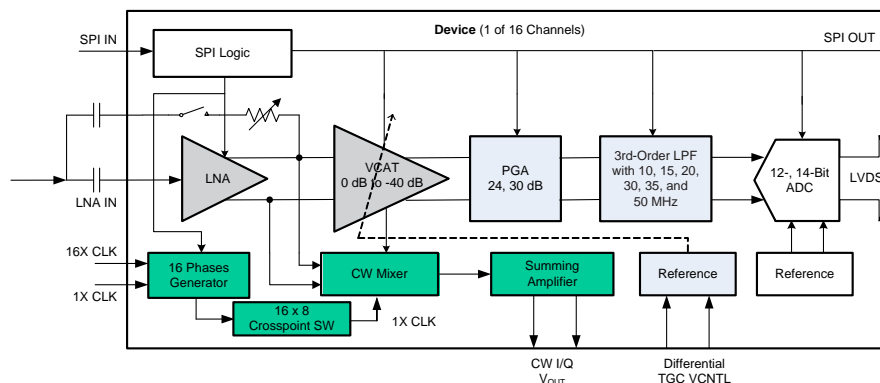 Device (1 of 16 Channels)
SPI IN
SPI Logic
SPI OUT
LNA
LNA IN
VCAT
0 dB to -40 dB
PGA
24, 30 dB
3rd-Order LPF
with 10, 15, 20,
30, 35, and
50 MHz
12-, 14-Bit
ADC
LVDS
16X CLK
1X CLK
16 Phases
Generator
CW Mixer
Summing
Amplifier
Reference
Reference
16 x 8
Crosspoint SW
1X CLK
CW I/Q
VOUT
Differential
TGC VCNTL